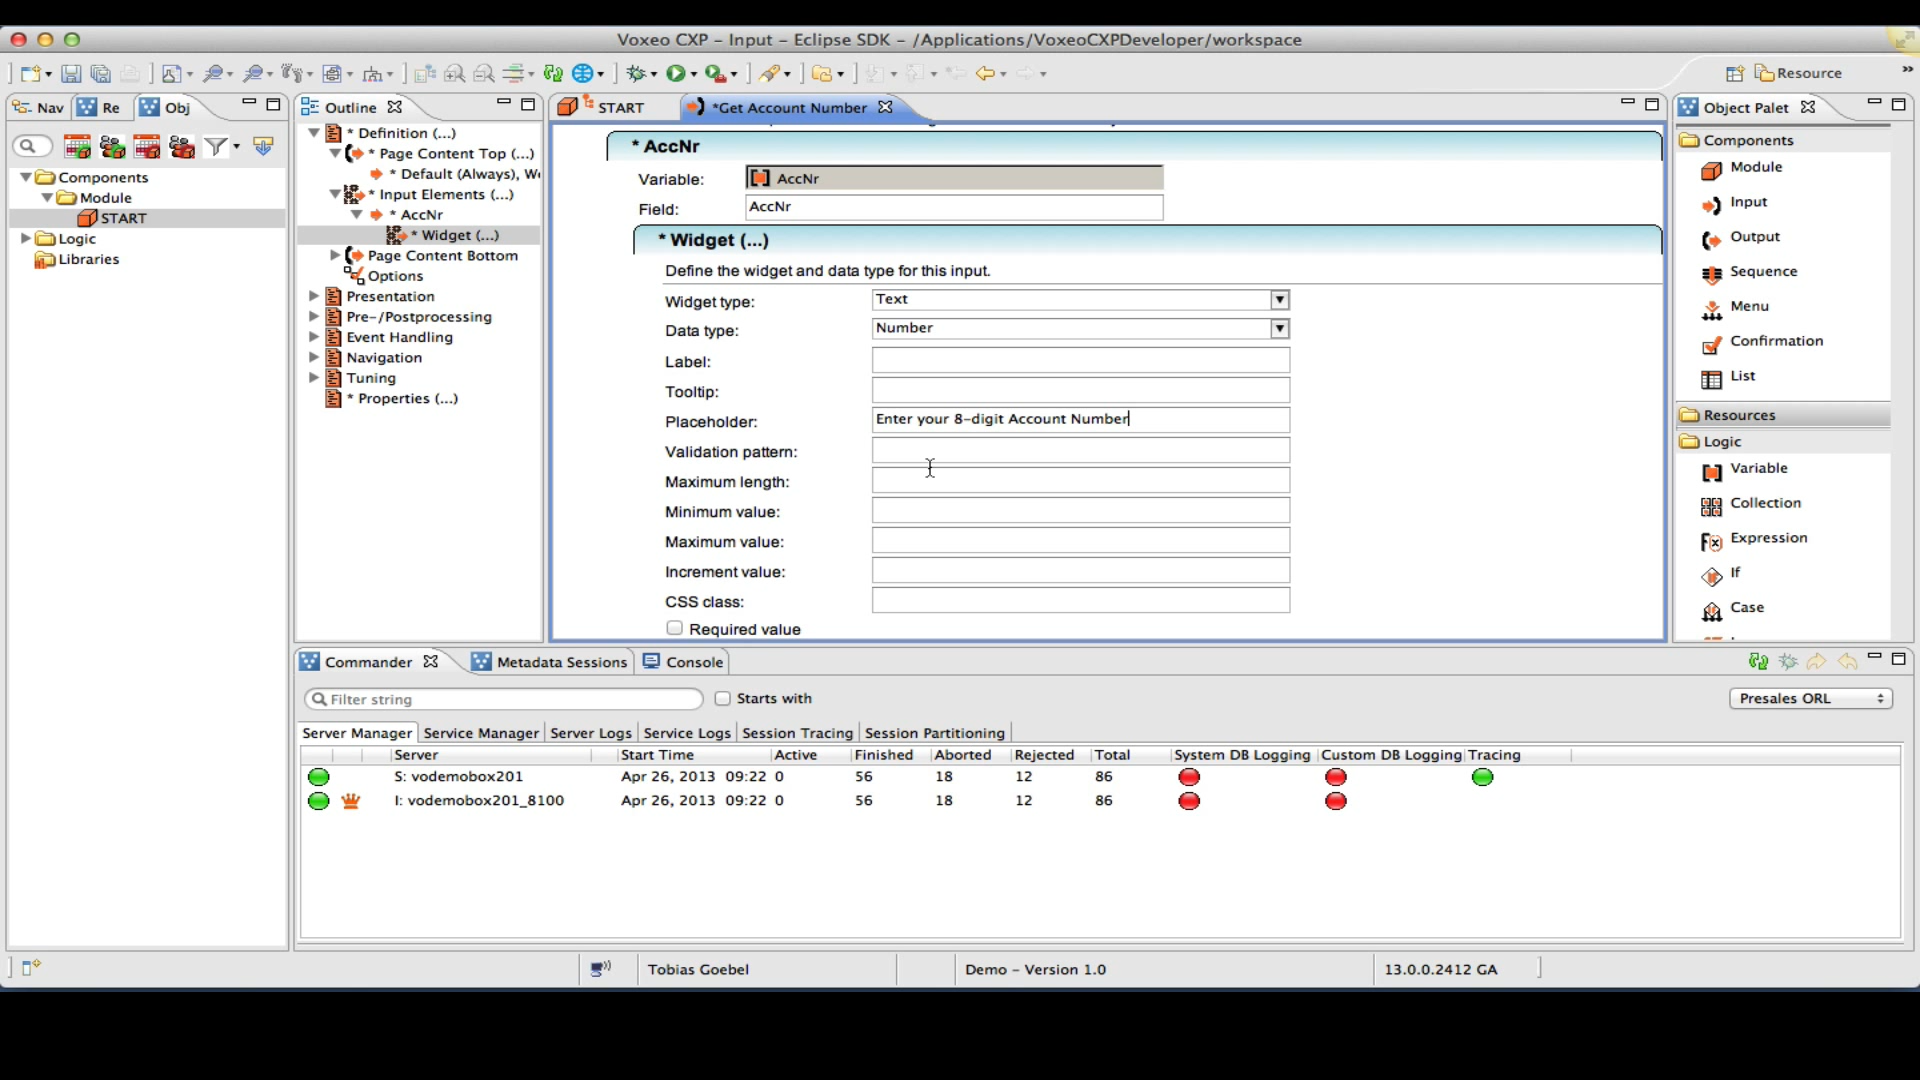 Voxeo CXP – Input – Eclipse SDK – /Applications/VoxeoCXPDeveloper/workspace
Resource
Nav
Re
Obj
Components
Module
START
Logic
Libraries
Outline
* Definition (...)
* Page Content Top (...)
* Default (Always), W
* Input Elements (...)
* AccNr
* Widget (...)
Page Content Bottom
Options
Presentation
Pre-/Postprocessing
Event Handling
Navigation
Tuning
* Properties (...)
START
*Get Account Number
* AccNr
Variable: AccNr
Field: AccNr
* Widget (...)
Define the widget and data type for this input.
Widget type: Text
Data type: Number
Label:
Tooltip:
Placeholder: Enter your 8-digit Account Number
Validation pattern:
Maximum length:
Minimum value:
Maximum value:
Increment value:
CSS class:
Required value
Object Palet
Components
Module
Input
Output
Sequence
Menu
Confirmation
List
Resources
Logic
Variable
Collection
Expression
If
Case
Commander
Metadata Sessions
Console
Filter string
Starts with
Presales ORL
Server Manager
Service Manager
Server Logs
Service Logs
Session Tracing
Session Partitioning
Server Start Time Active Finished Aborted Rejected Total System DB Logging Custom DB Logging Tracing
S: vodemobox201 Apr 26, 2013 09:22 0 56 18 12 86
I: vodemobox201_8100 Apr 26, 2013 09:22 0 56 18 12 86
Tobias Goebel
Demo – Version 1.0
13.0.0.2412 GA